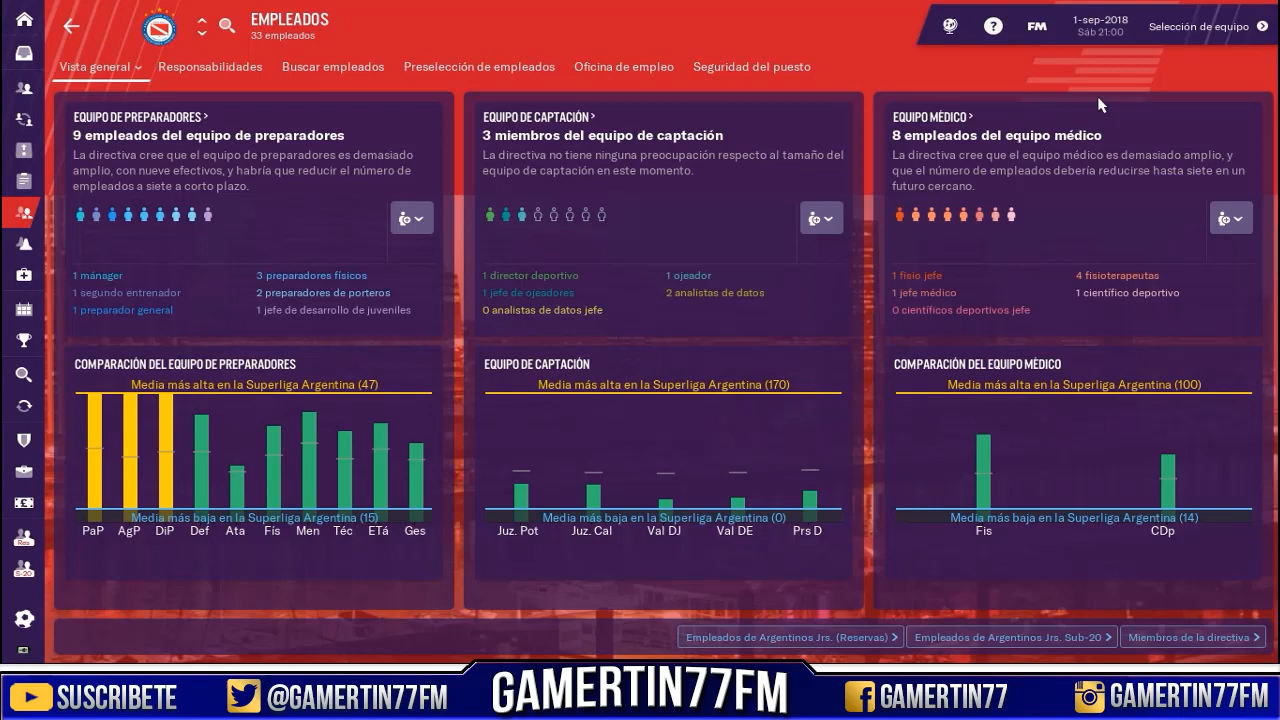 EMPLEADOS
33 empleados
FM
1-sep-2018
Sáb 21:00
Selección de equipo
Vista general
Responsabilidades
Buscar empleados
Preselección de empleados
Oficina de empleo
Seguridad del puesto
EQUIPO DE PREPARADORES >
9 empleados del equipo de preparadores
La directiva cree que el equipo de preparadores es demasiado
amplio, con nueve efectivos, y habría que reducir el número de
empleados a siete a corto plazo.
1 mánager
3 preparadores físicos
1 segundo entrenador
2 preparadores de porteros
1 preparador general
1 jefe de desarrollo de juveniles
EQUIPO DE CAPTACIÓN >
3 miembros del equipo de captación
La directiva no tiene ninguna preocupación respecto al tamaño del
equipo de captación en este momento.
1 director deportivo
1 ojeador
1 jefe de ojeadores
2 analistas de datos
0 analistas de datos jefe
EQUIPO MÉDICO >
8 empleados del equipo médico
La directiva cree que el equipo médico es demasiado amplio, y
que el número de empleados debería reducirse hasta siete en un
futuro cercano.
1 fisio jefe
4 fisioterapeutas
1 jefe médico
1 científico deportivo
0 científicos deportivos jefe
COMPARACIÓN DEL EQUIPO DE PREPARADORES
Media más alta en la Superliga Argentina (47)
Media más baja en la Superliga Argentina (15)
PaP AgP DiP Def Ata Fís Men Téc ETá Ges
EQUIPO DE CAPTACIÓN
Media más alta en la Superliga Argentina (170)
Media más baja en la Superliga Argentina (0)
Juz. Pot Juz. Cal Val DJ Val DE Prs D
COMPARACIÓN DEL EQUIPO MÉDICO
Media más alta en la Superliga Argentina (100)
Media más baja en la Superliga Argentina (14)
Fis CDp
Res
S-20
Empleados de Argentinos Jrs. (Reservas) >
Empleados de Argentinos Jrs. Sub-20 >
Miembros de la directiva >
SUSCRIBETE
@GAMERTIN77FM
GAMERTIN77FM
GAMERTIN77
GAMERTIN77FM